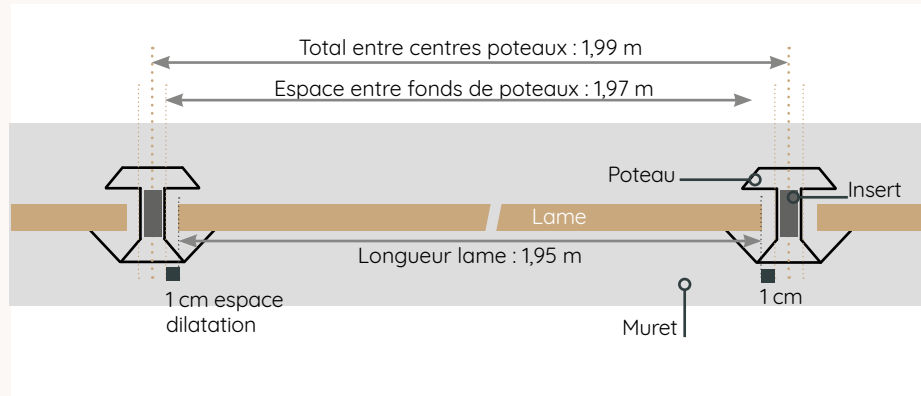 Total entre centres poteaux : 1,99 m
Espace entre fonds de poteaux : 1,97 m
Poteau
Insert
Lame
Longueur lame : 1,95 m
1 cm espace
dilatation
1 cm
Muret